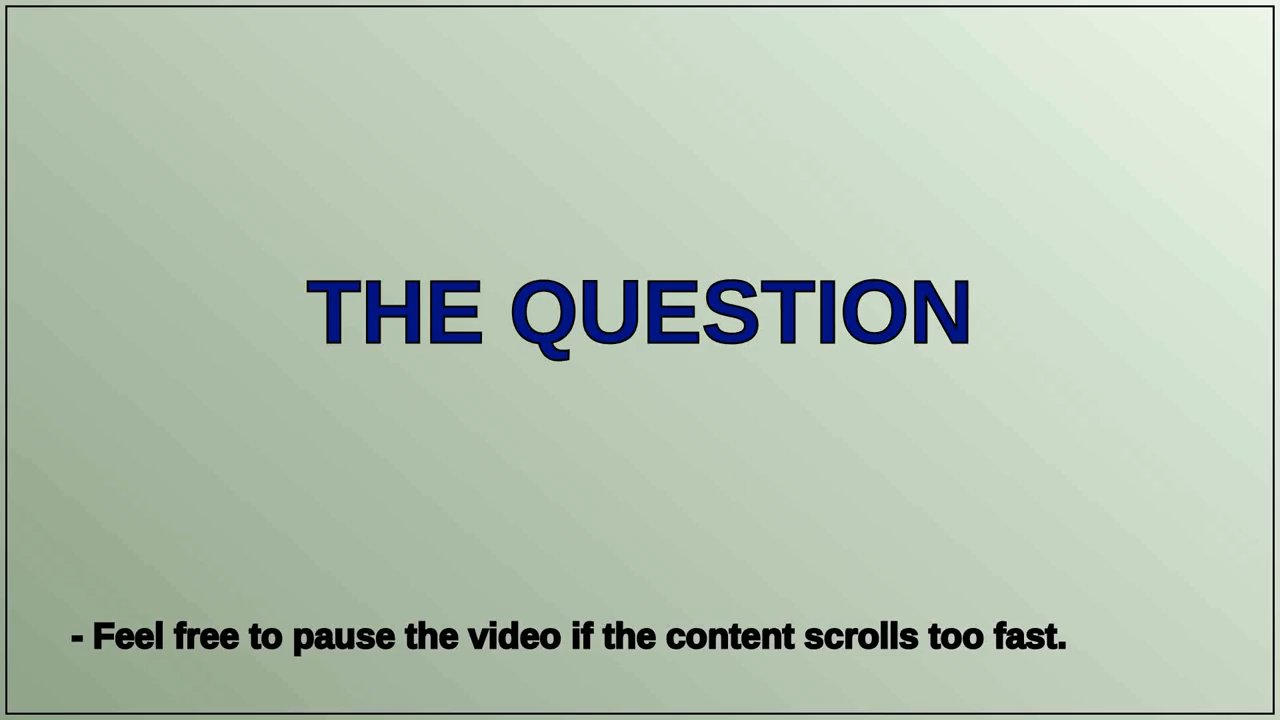 THE QUESTION
- Feel free to pause the video if the content scrolls too fast.